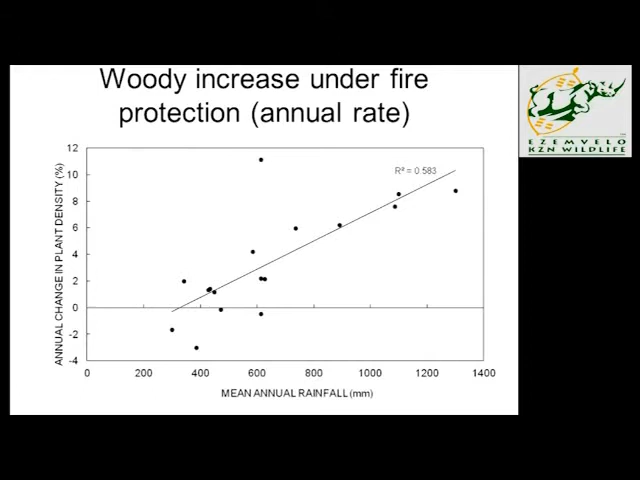 Woody increase under fire
protection (annual rate)
EZEMVELO
KZN WILDLIFE
ANNUAL CHANGE IN PLANT DENSITY (%)
12
10
8
6
4
2
0
-2
-4
R² = 0.583
0 200 400 600 800 1000 1200 1400
MEAN ANNUAL RAINFALL (mm)